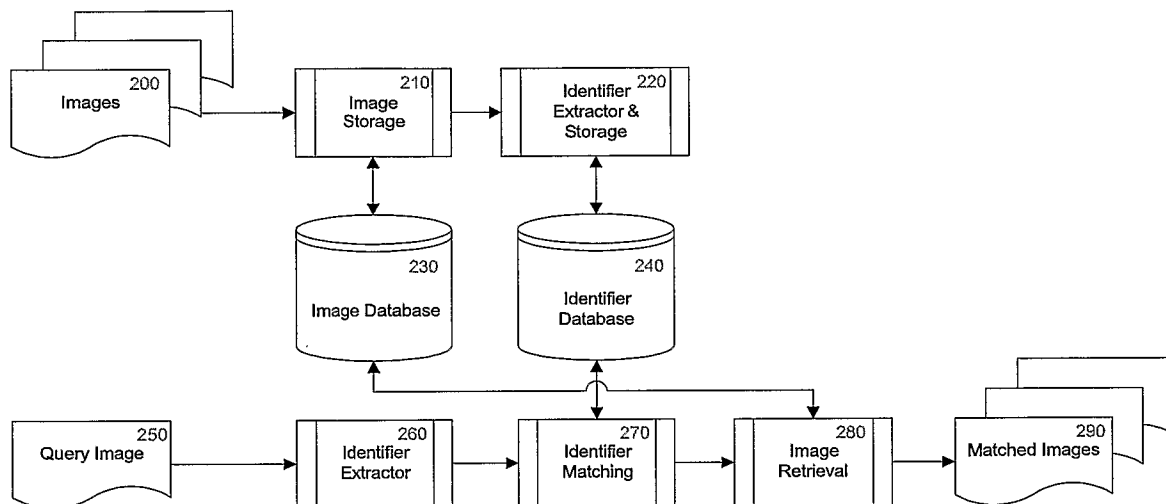 200
Images
210
Image
Storage
220
Identifier
Extractor &
Storage
230
Image Database
240
Identifier
Database
250
Query Image
260
Identifier
Extractor
270
Identifier
Matching
280
Image
Retrieval
290
Matched Images